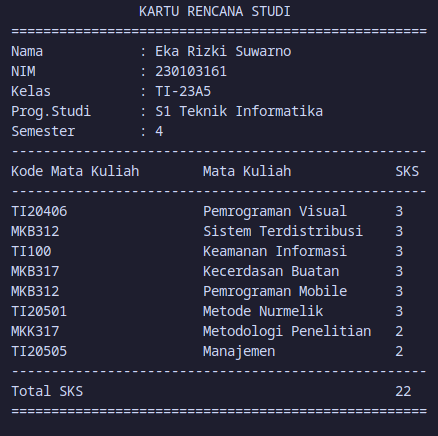 KARTU RENCANA STUDI
====================================================
Nama            : Eka Rizki Suwarno
NIM             : 230103161
Kelas           : TI-23A5
Prog.Studi      : S1 Teknik Informatika
Semester        : 4
----------------------------------------------------
Kode Mata Kuliah        Mata Kuliah             SKS
----------------------------------------------------
TI20406                 Pemrograman Visual      3
MKB312                  Sistem Terdistribusi    3
TI100                   Keamanan Informasi      3
MKB317                  Kecerdasan Buatan       3
MKB312                  Pemrograman Mobile      3
TI20501                 Metode Nurmelik         3
MKK317                  Metodologi Penelitian   2
TI20505                 Manajemen               2
----------------------------------------------------
Total SKS                                       22
====================================================